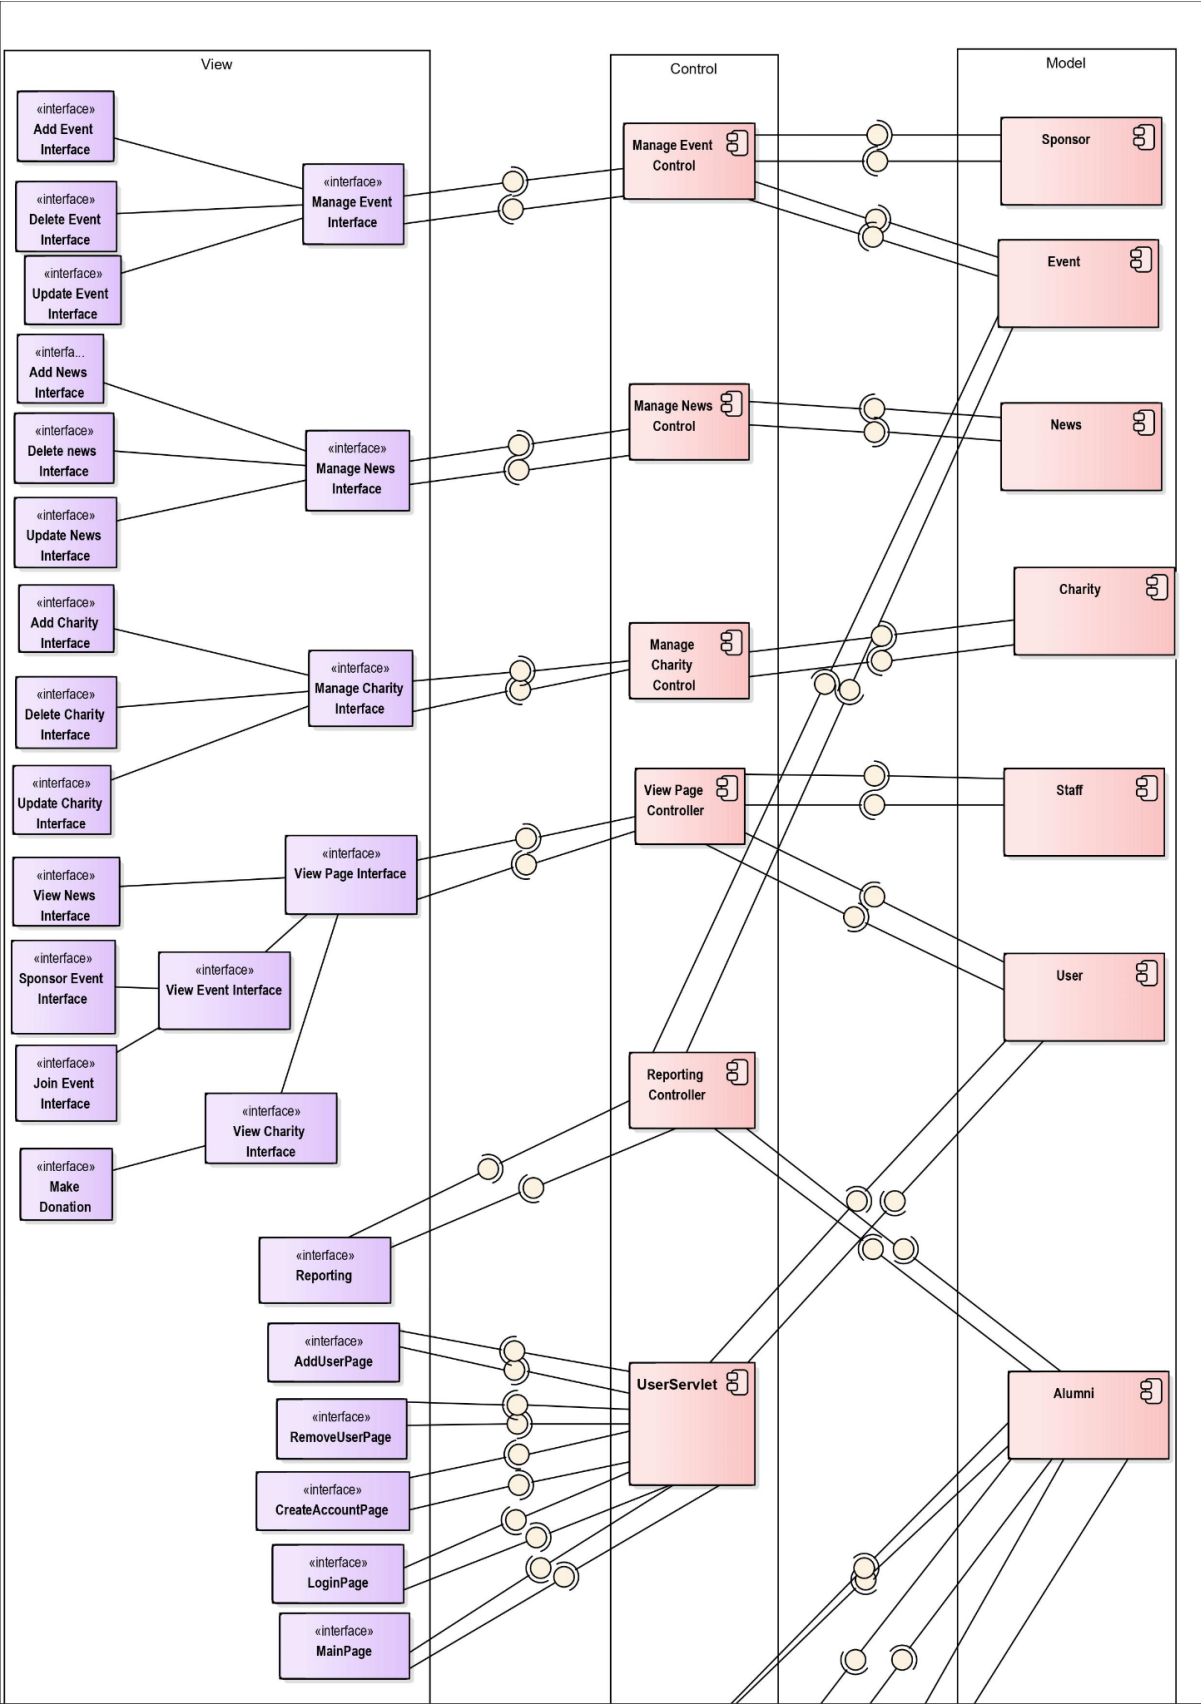 View
Control
Model
«interface»
Add Event
Interface
«interface»
Delete Event
Interface
«interface»
Update Event
Interface
«interface»
Manage Event
Interface
Manage Event
Control
Sponsor
Event
«interfa...
Add News
Interface
«interface»
Delete news
Interface
«interface»
Update News
Interface
«interface»
Manage News
Interface
Manage News
Control
News
«interface»
Add Charity
Interface
«interface»
Delete Charity
Interface
«interface»
Update Charity
Interface
«interface»
Manage Charity
Interface
Manage
Charity
Control
Charity
«interface»
View News
Interface
«interface»
View Page Interface
View Page
Controller
Staff
«interface»
Sponsor Event
Interface
«interface»
View Event Interface
User
«interface»
Join Event
Interface
«interface»
View Charity
Interface
Reporting
Controller
«interface»
Make
Donation
«interface»
Reporting
«interface»
AddUserPage
«interface»
RemoveUserPage
«interface»
CreateAccountPage
«interface»
LoginPage
«interface»
MainPage
UserServlet
Alumni